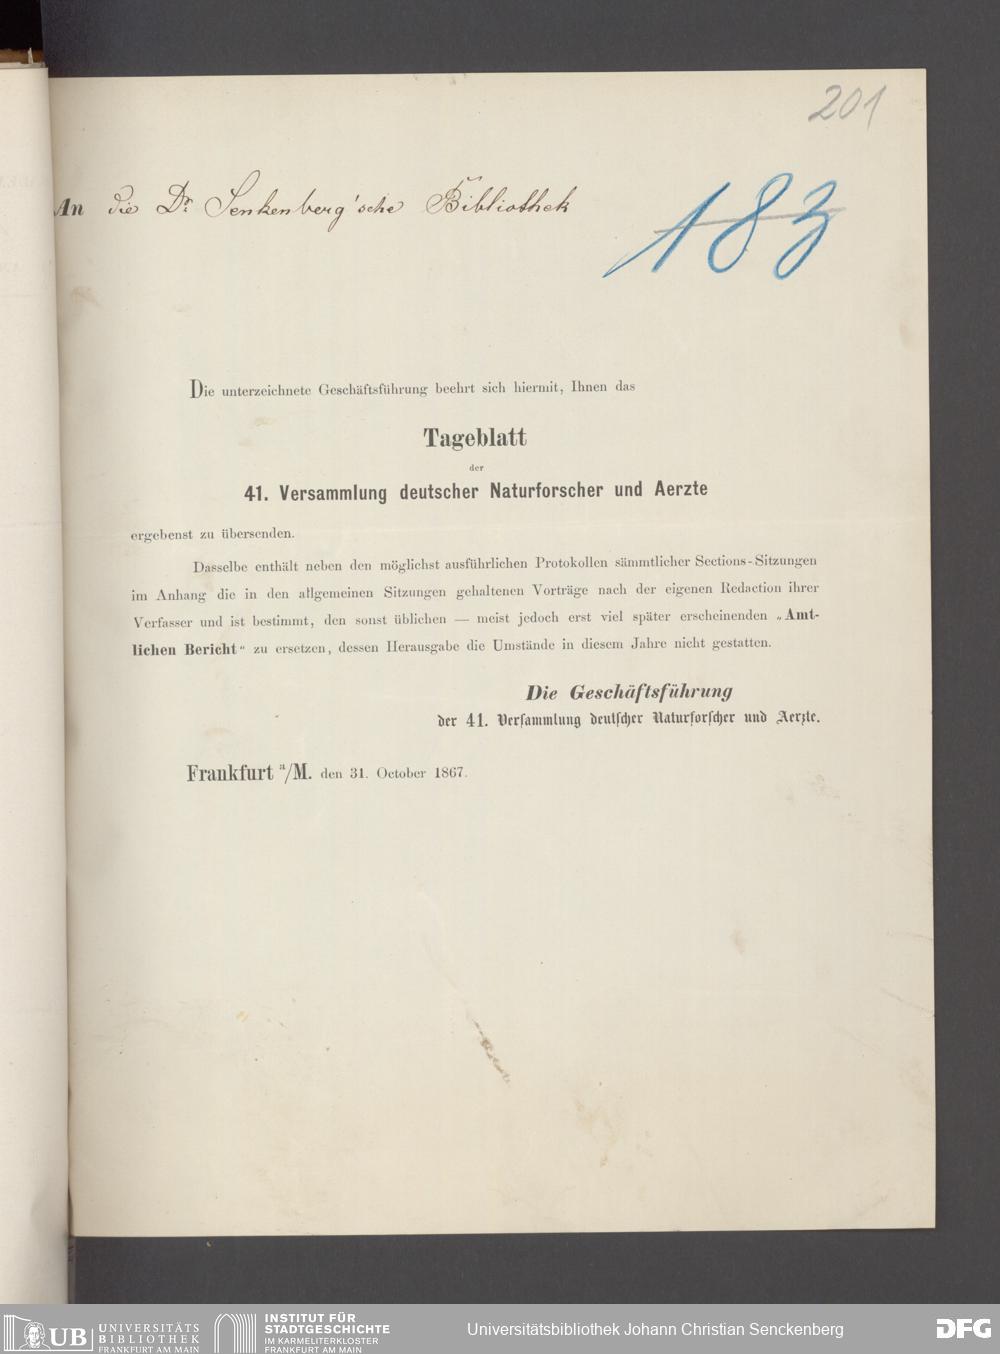 201
An die Dr. Senkenberg'sche Bibliothek
183
Die unterzeichnete Geschäftsführung beehrt sich hiermit, Ihnen das
Tageblatt
der
41. Versammlung deutscher Naturforscher und Aerzte
ergebenst zu übersenden.
Dasselbe enthält neben den möglichst ausführlichen Protokollen sämmtlicher Sections-Sitzungen
im Anhang die in den allgemeinen Sitzungen gehaltenen Vorträge nach der eigenen Redaction ihrer
Verfasser und ist bestimmt, den sonst üblichen — meist jedoch erst viel später erscheinenden „Amt-
lichen Bericht“ zu ersetzen, dessen Herausgabe die Umstände in diesem Jahre nicht gestatten.
Die Geschäftsführung
der 41. Versammlung deutscher Naturforscher und Aerzte.
Frankfurt a/M. den 31. October 1867.
UB UNIVERSITÄTS
BIBLIOTHEK
FRANKFURT AM MAIN
INSTITUT FÜR
STADTGESCHICHTE
IM KARMELITERKLOSTER
FRANKFURT AM MAIN
Universitätsbibliothek Johann Christian Senckenberg
DFG